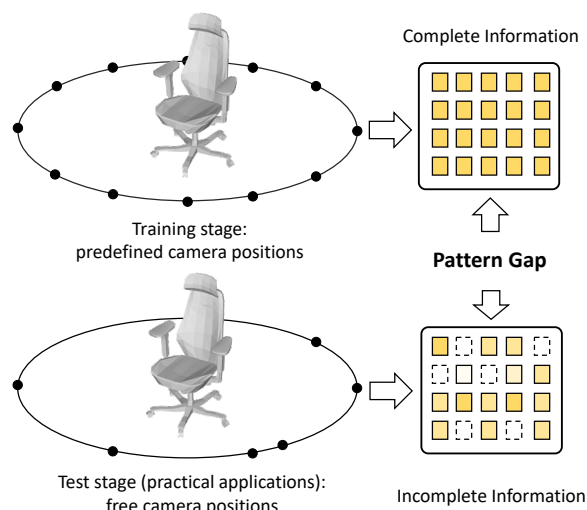 Complete Information
Training stage:
predefined camera positions
Pattern Gap
Test stage (practical applications):
free camera positions
Incomplete Information